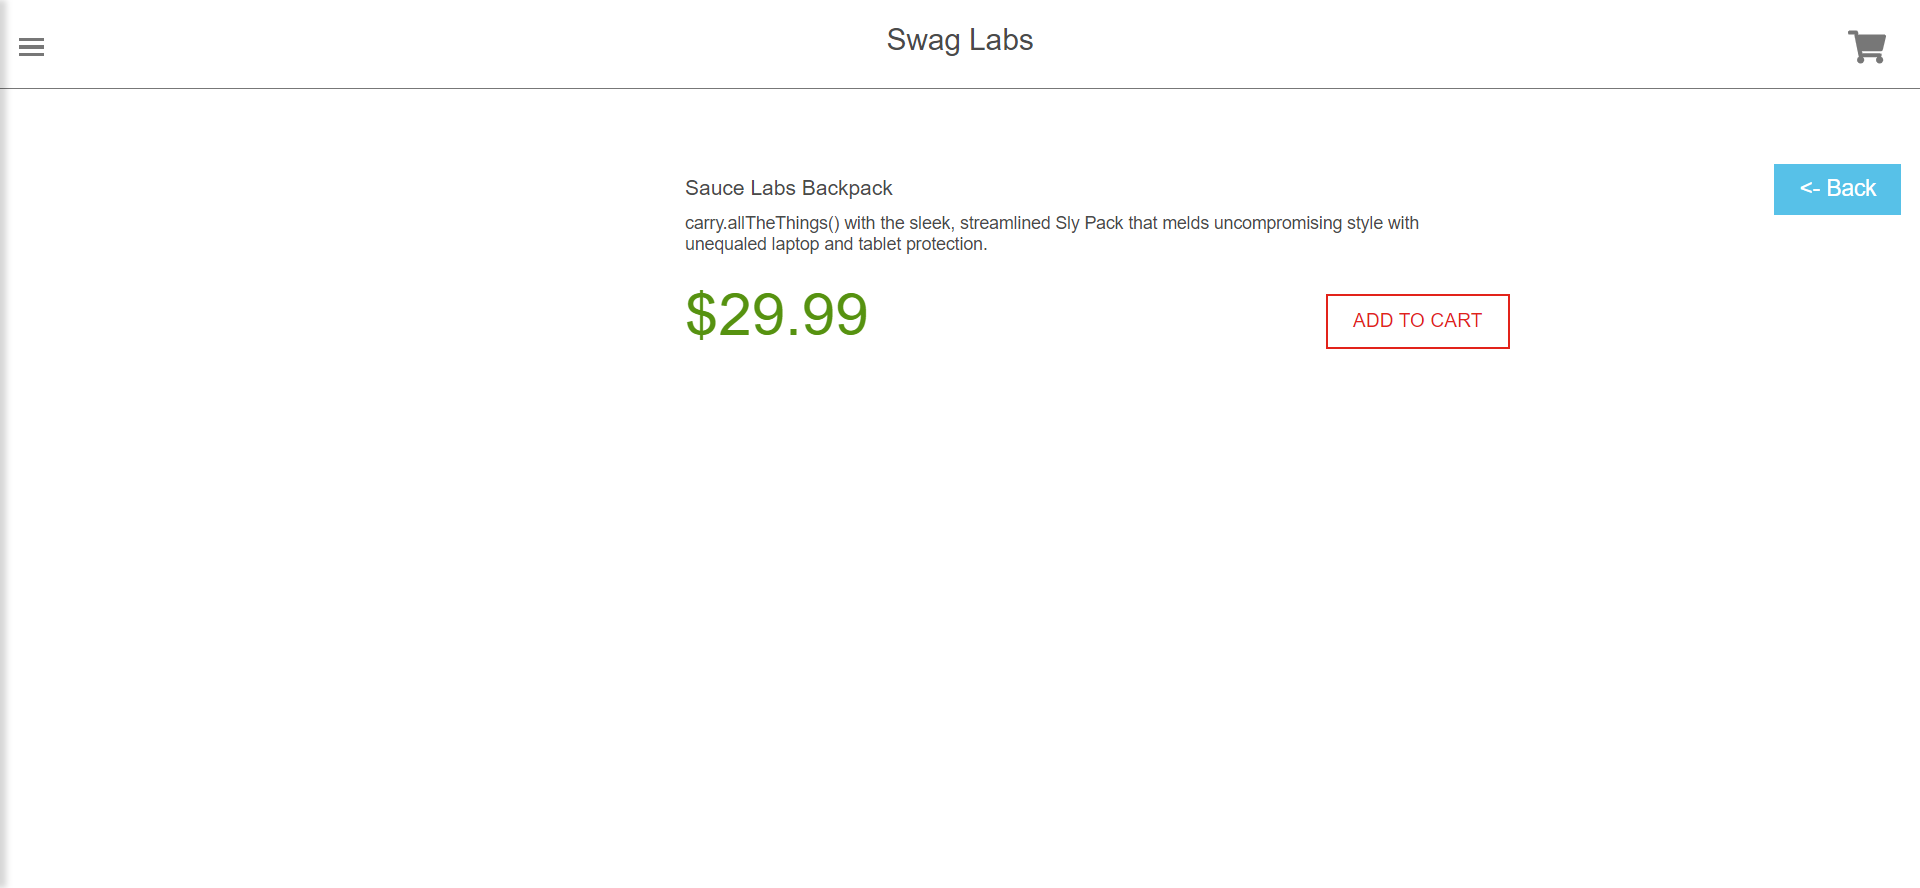 Swag Labs
<- Back
Sauce Labs Backpack
carry.allTheThings() with the sleek, streamlined Sly Pack that melds uncompromising style with
unequaled laptop and tablet protection.
$29.99
ADD TO CART